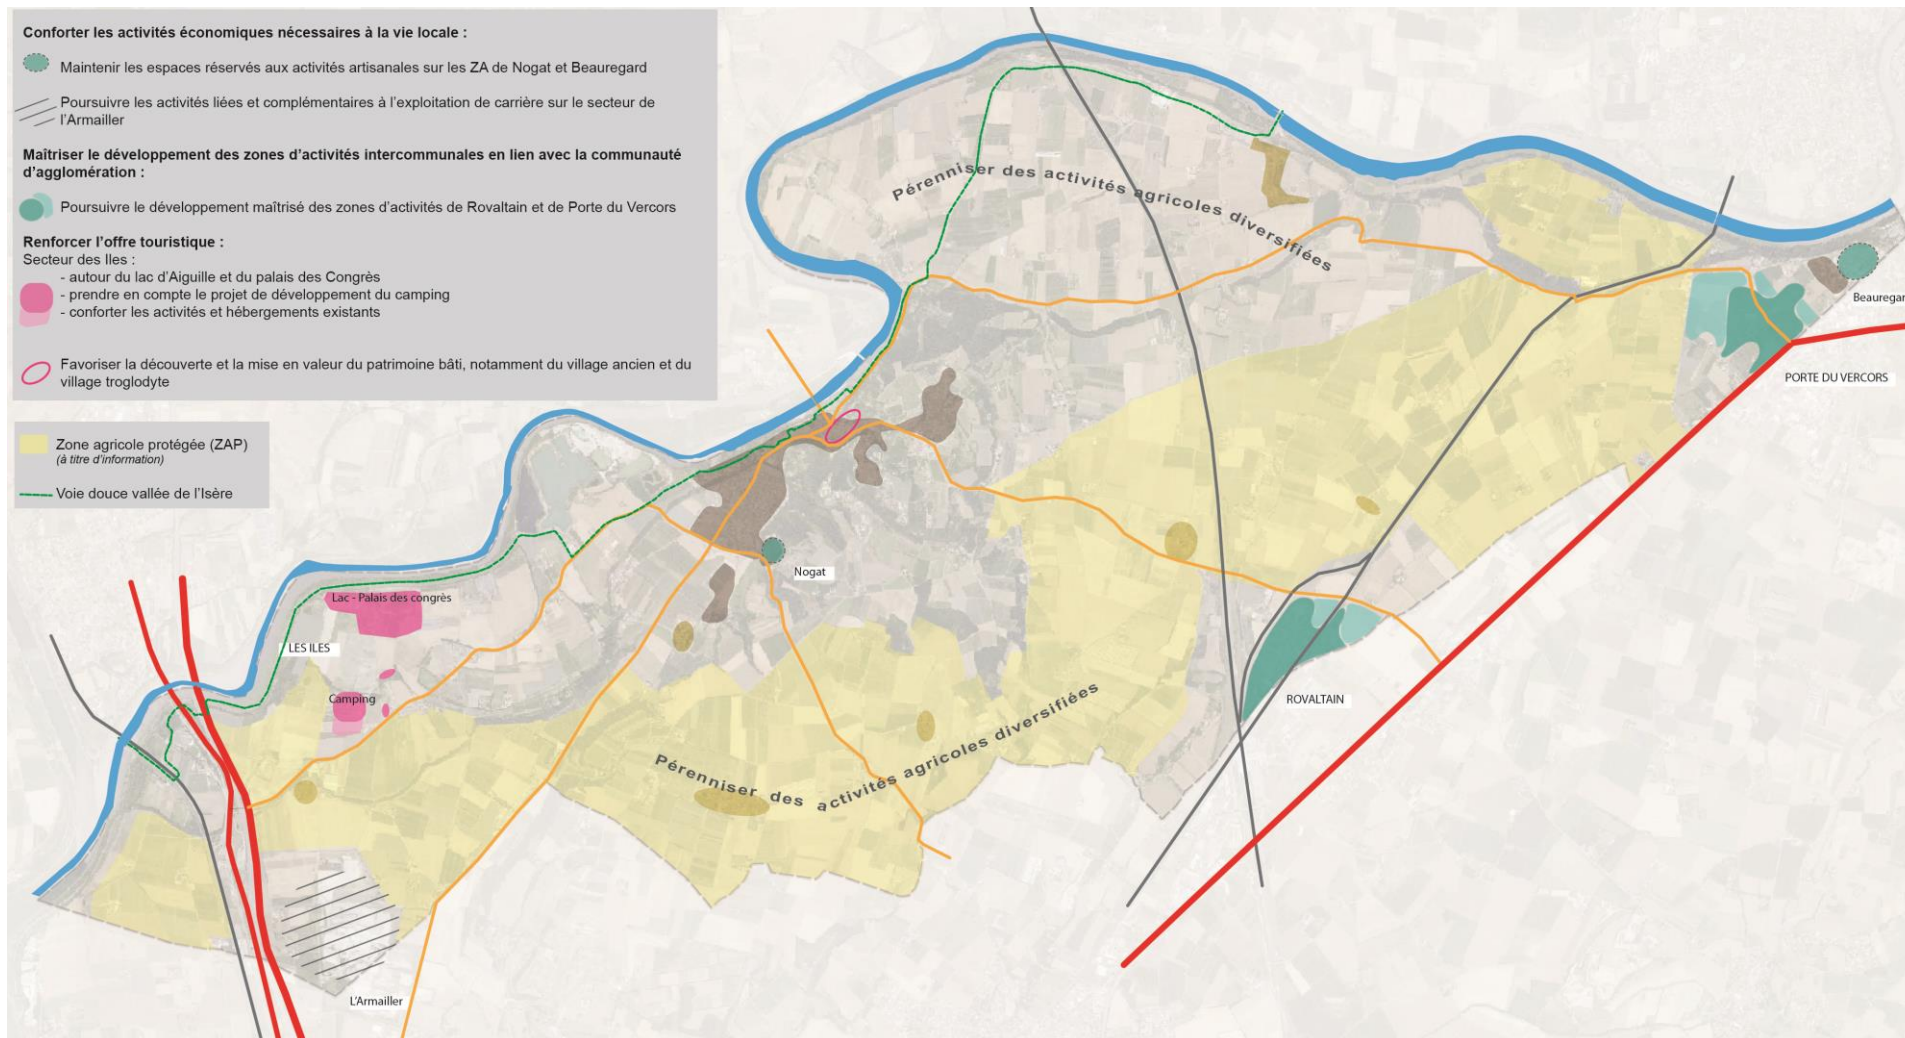 Conforter les activités économiques nécessaires à la vie locale :
Maintenir les espaces réservés aux activités artisanales sur les ZA de Nogat et Beauregard
Poursuivre les activités liées et complémentaires à l'exploitation de carrière sur le secteur de
l'Armailler
Maîtriser le développement des zones d'activités intercommunales en lien avec la communauté
d'agglomération :
Poursuivre le développement maîtrisé des zones d'activités de Rovaltain et de Porte du Vercors
Renforcer l'offre touristique :
Secteur des Iles :
- autour du lac d'Aiguille et du palais des Congrès
- prendre en compte le projet de développement du camping
- conforter les activités et hébergements existants
Favoriser la découverte et la mise en valeur du patrimoine bâti, notamment du village ancien et du
village troglodyte
Zone agricole protégée (ZAP)
(à titre d'information)
Voie douce vallée de l'Isère
Pérenniser des activités agricoles diversifiées
Beauregar
PORTE DU VERCORS
Nogat
Lac - Palais des congrès
LES ILES
Camping
ROVALTAIN
Pérenniser des activités agricoles diversifiées
L'Armailler